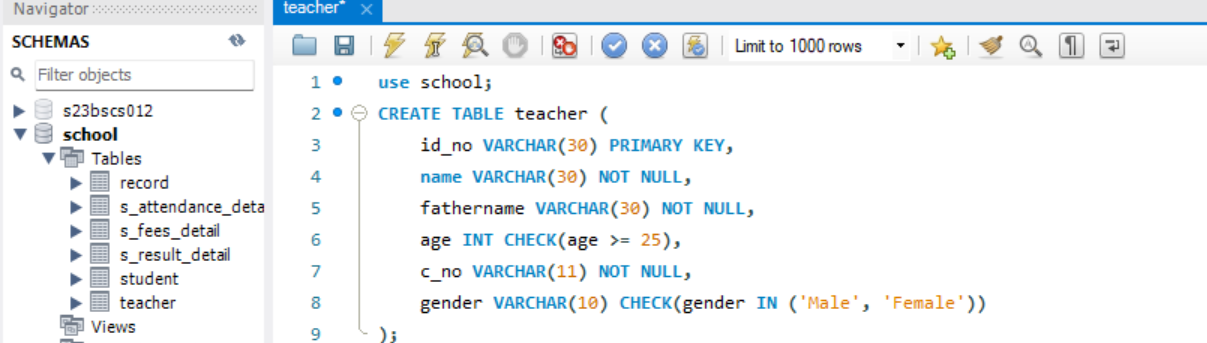 Navigator
SCHEMAS
Filter objects
s23bscs012
school
Tables
record
s_attendance_deta
s_fees_detail
s_result_detail
student
teacher
Views
teacher*
Limit to 1000 rows
1 use school;
2 CREATE TABLE teacher (
3 id_no VARCHAR(30) PRIMARY KEY,
4 name VARCHAR(30) NOT NULL,
5 fathername VARCHAR(30) NOT NULL,
6 age INT CHECK(age >= 25),
7 c_no VARCHAR(11) NOT NULL,
8 gender VARCHAR(10) CHECK(gender IN ('Male', 'Female'))
9 );